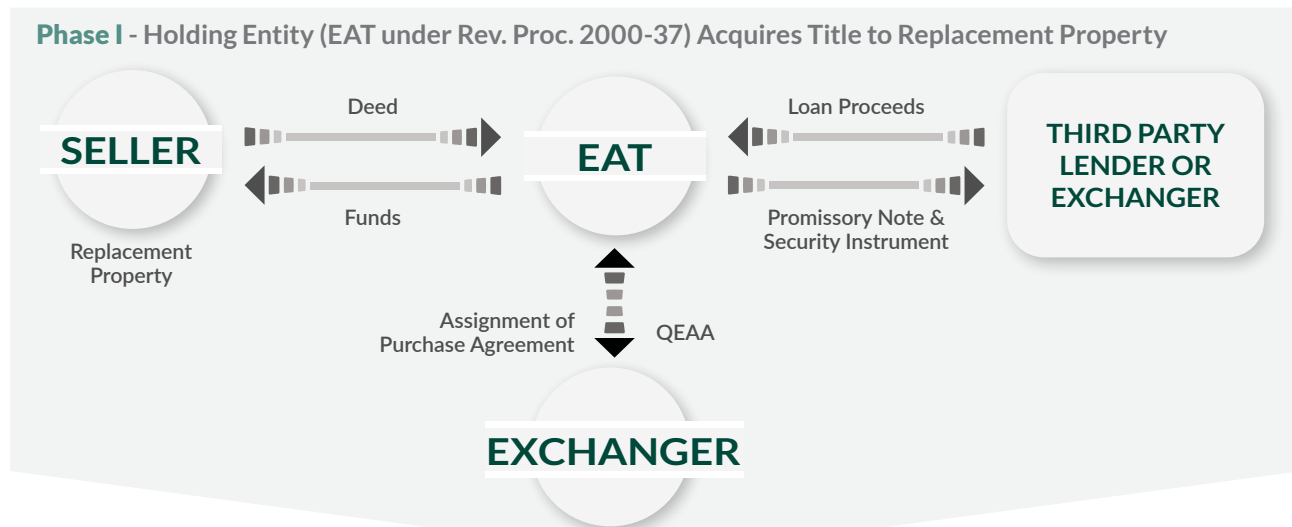 Phase I - Holding Entity (EAT under Rev. Proc. 2000-37) Acquires Title to Replacement Property
SELLER
Deed
Funds
Replacement
Property
EAT
Loan Proceeds
Promissory Note &
Security Instrument
THIRD PARTY
LENDER OR
EXCHANGER
Assignment of
Purchase Agreement
QEAA
EXCHANGER